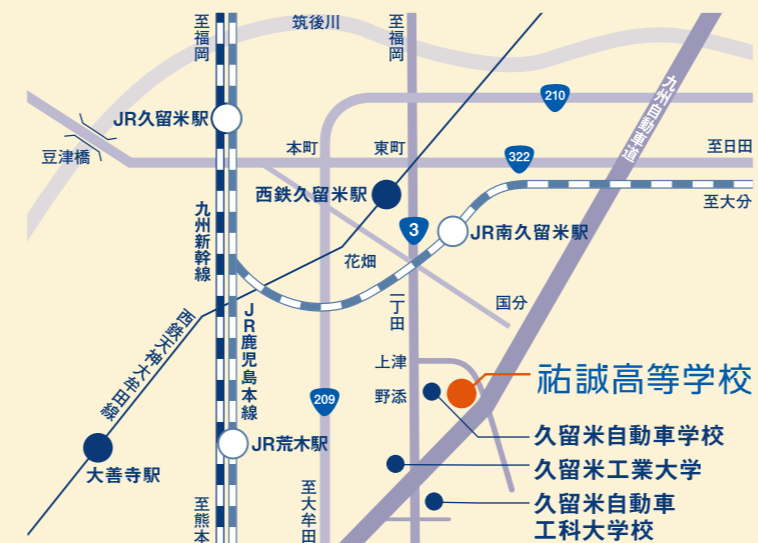 至福岡
筑後川
至福岡
九州自動車道
210
JR久留米駅
322
本町
東町
至日田
豆津橋
西鉄久留米駅
至大分
九州新幹線
3
JR南久留米駅
花畑
国分
一丁田
西鉄天神大牟田線
JR鹿児島本線
上津
祐誠高等学校
野添
209
久留米自動車学校
JR荒木駅
久留米工業大学
大善寺駅
久留米自動車
工科大学校
至熊本
至大牟田